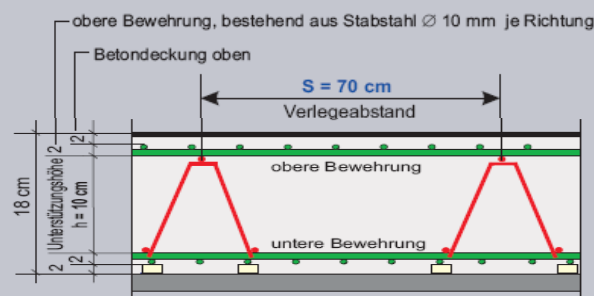 obere Bewehrung, bestehend aus Stabstahl ∅ 10 mm je Richtung
Betondeckung oben
S = 70 cm
Verlegeabstand
obere Bewehrung
untere Bewehrung
18 cm
Unterstützungshöhe
h = 10 cm
2
2
2
2